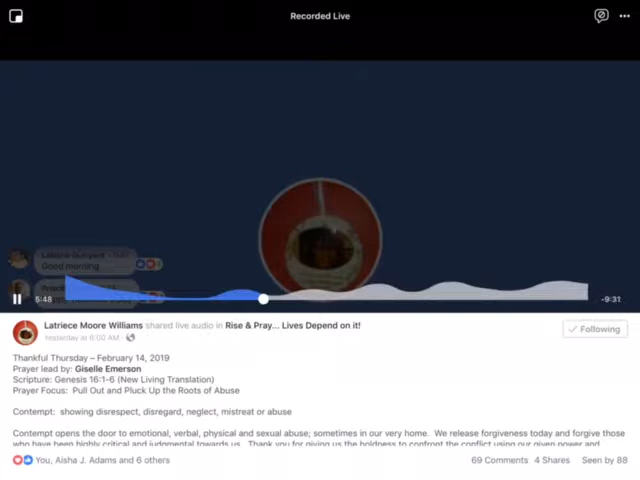 Recorded Live
Good morning
5:48
-9:31
Latriece Moore Williams shared live audio in Rise & Pray... Lives Depend on it!
Yesterday at 6:00 AM
Following
Thankful Thursday – February 14, 2019
Prayer lead by: Giselle Emerson
Scripture: Genesis 16:1-6 (New Living Translation)
Prayer Focus:  Pull Out and Pluck Up the Roots of Abuse
Contempt:  showing disrespect, disregard, neglect, mistreat or abuse
Contempt opens the door to emotional, verbal, physical and sexual abuse; sometimes in our very home.  We release forgiveness today and forgive those
who have been highly critical and judgmental towards us.  Thank you for giving us the boldness to confront the conflict using our given power and
You, Aisha J. Adams and 6 others
69 Comments  4 Shares  Seen by 88